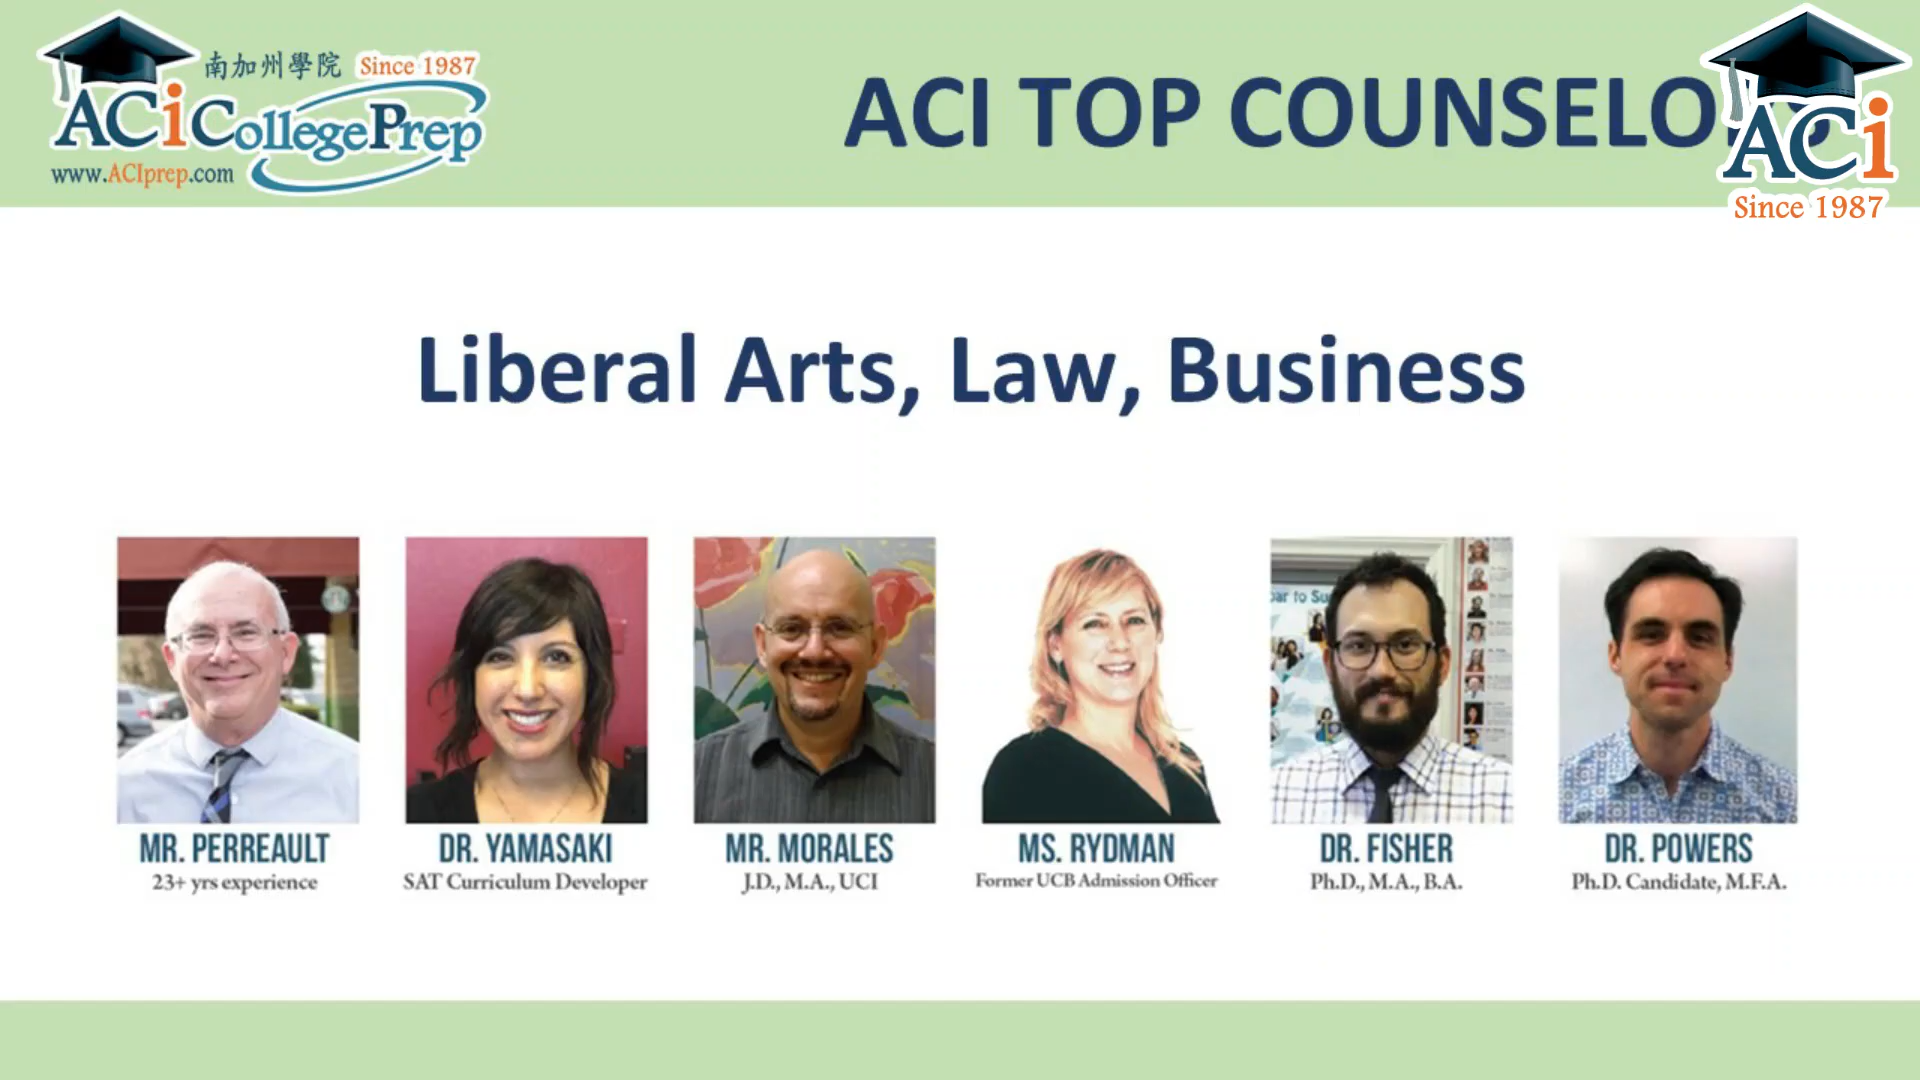 南加州學院 Since 1987
ACi CollegePrep
www.ACIprep.com
ACI TOP COUNSELO
ACi
Since 1987
Liberal Arts, Law, Business
MR. PERREAULT
23+ yrs experience
DR. YAMASAKI
SAT Curriculum Developer
MR. MORALES
J.D., M.A., UCI
MS. RYDMAN
Former UCB Admission Officer
DR. FISHER
Ph.D., M.A., B.A.
DR. POWERS
Ph.D. Candidate, M.F.A.